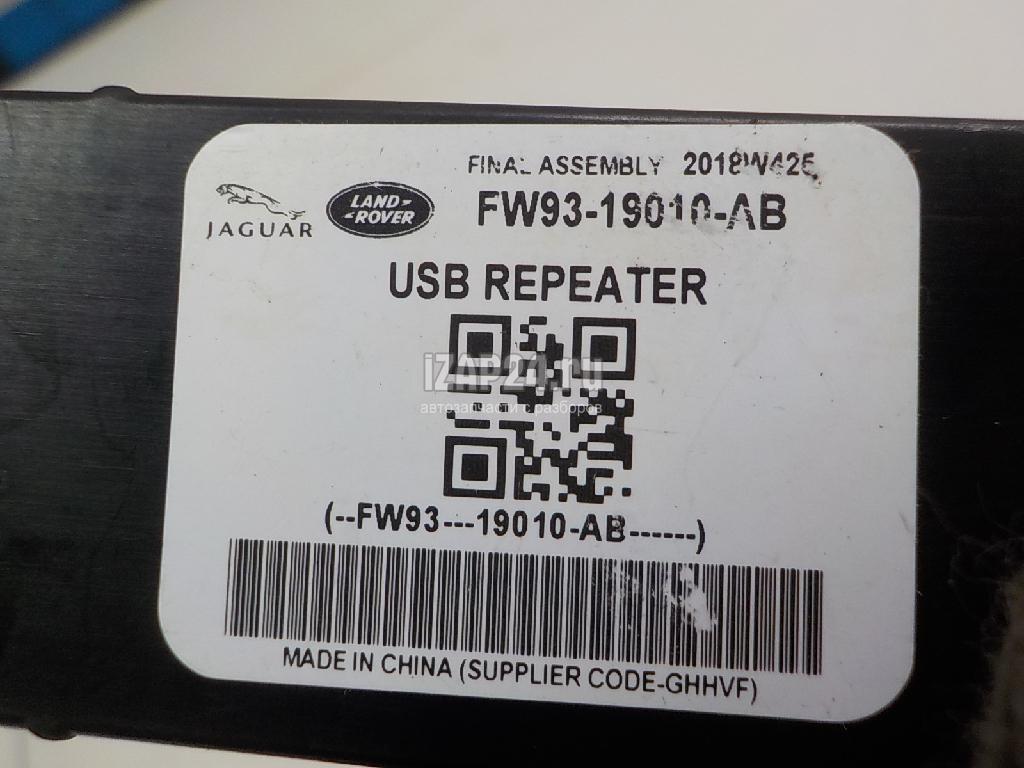 FINAL ASSEMBLY 2018W425
JAGUAR
LAND-
-ROVER
FW93-19010-AB
USB REPEATER
iZAP24.ru
автозапчасти с разборов
(--FW93---19010-AB------)
MADE IN CHINA (SUPPLIER CODE-GHHVF)